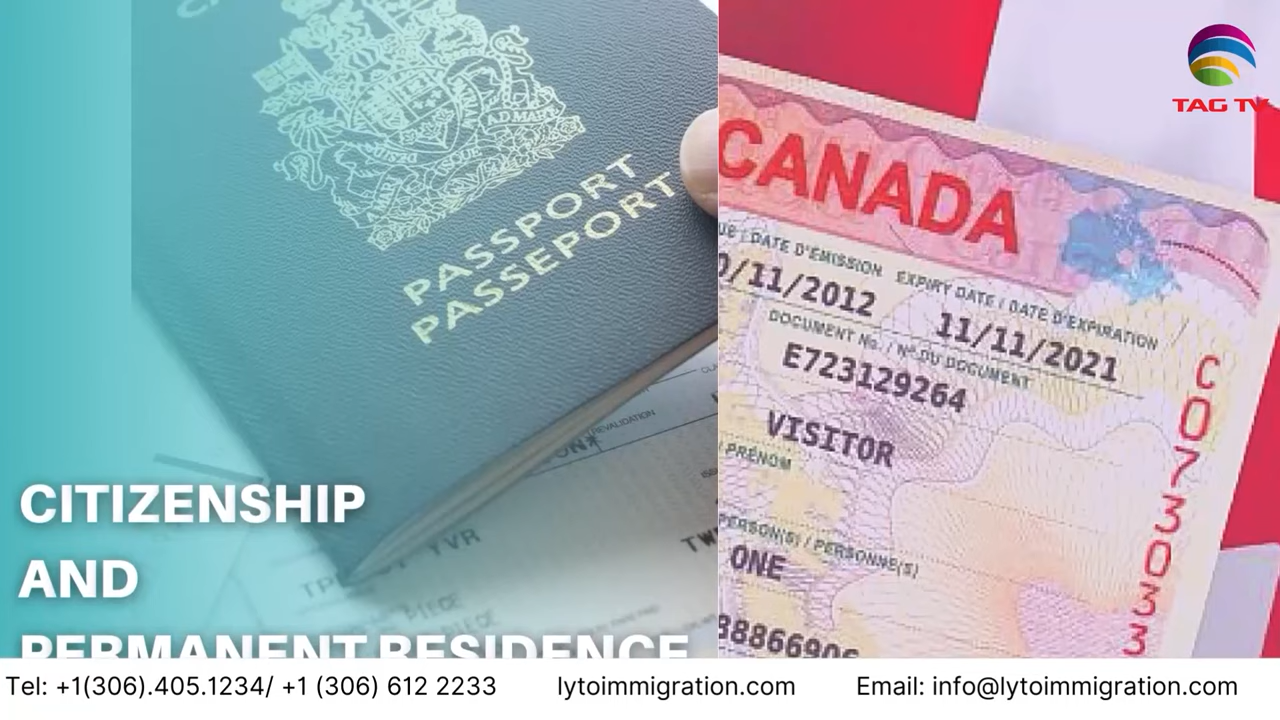 PASSPORT
PASSEPORT
CITIZENSHIP
AND
PERMANENT RESIDENCE
TAG TV
CANADA
DATE D'ÉMISSION EXPIRY DATE / DATE D'EXPIRATION
/11/2012 11/11/2021
DOCUMENT No. / Nº DU DOCUMENT
E723129264
VISITOR
PRÉNOM
PERSON(S) / PERSONNE(S)
ONE
C073033
Tel: +1(306).405.1234/ +1 (306) 612 2233 lytoimmigration.com Email: info@lytoimmigration.com